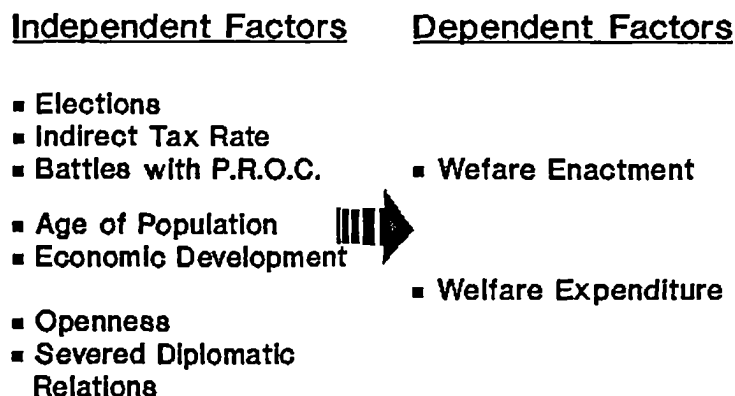 Independent Factors
■ Elections
■ Indirect Tax Rate
■ Battles with P.R.O.C.
■ Age of Population
■ Economic Development
■ Openness
■ Severed Diplomatic
Relations
Dependent Factors
■ Wefare Enactment
■ Welfare Expenditure